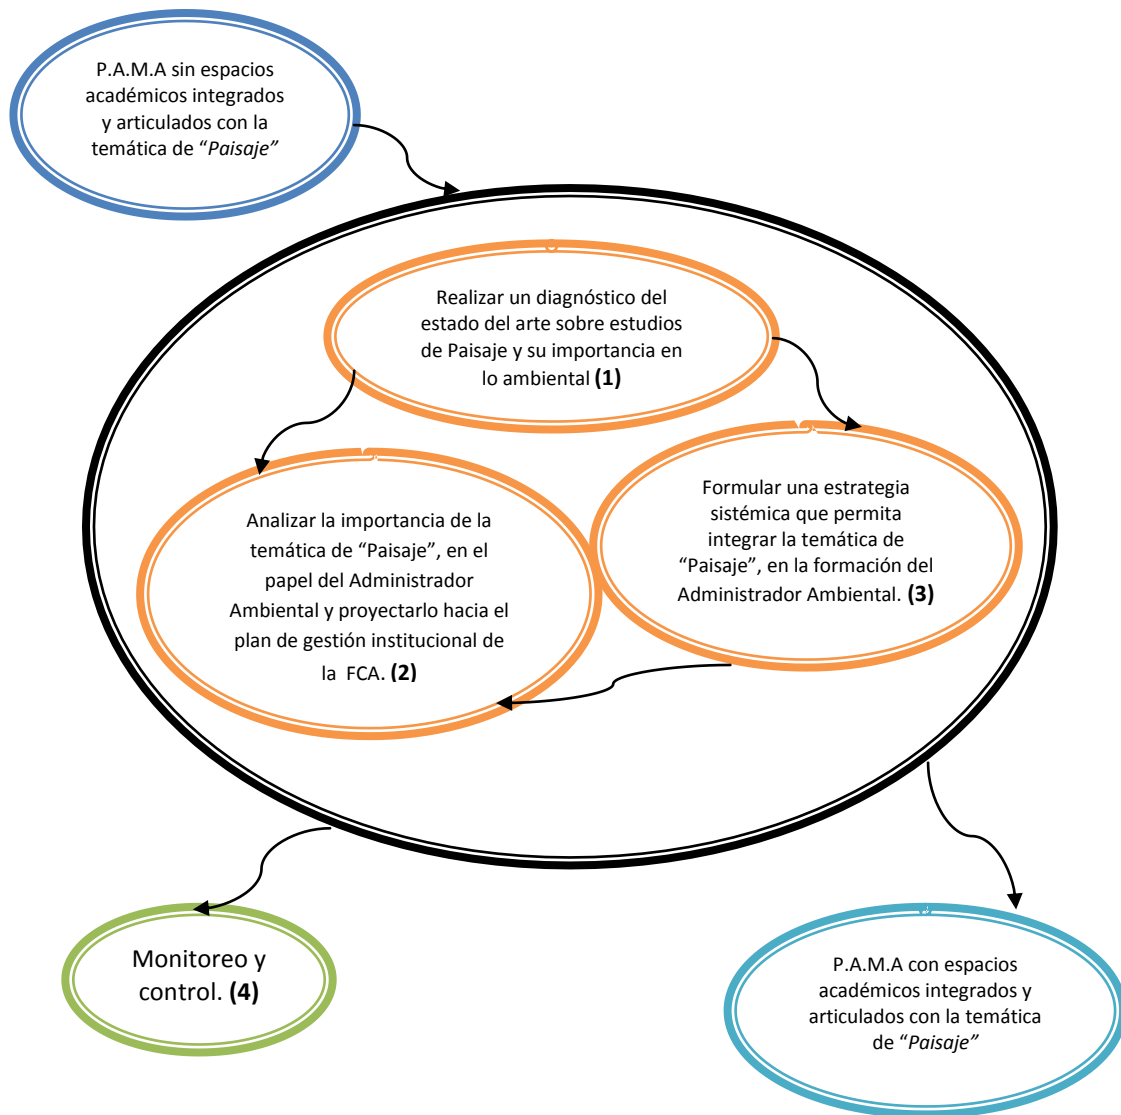 P.A.M.A sin espacios
académicos integrados
y articulados con la
temática de “Paisaje”
Realizar un diagnóstico del
estado del arte sobre estudios
de Paisaje y su importancia en
lo ambiental (1)
Analizar la importancia de la
temática de “Paisaje”, en el
papel del Administrador
Ambiental y proyectarlo hacia el
plan de gestión institucional de
la FCA. (2)
Formular una estrategia
sistémica que permita
integrar la temática de
“Paisaje”, en la formación del
Administrador Ambiental. (3)
Monitoreo y
control. (4)
P.A.M.A con espacios
académicos integrados y
articulados con la temática
de “Paisaje”